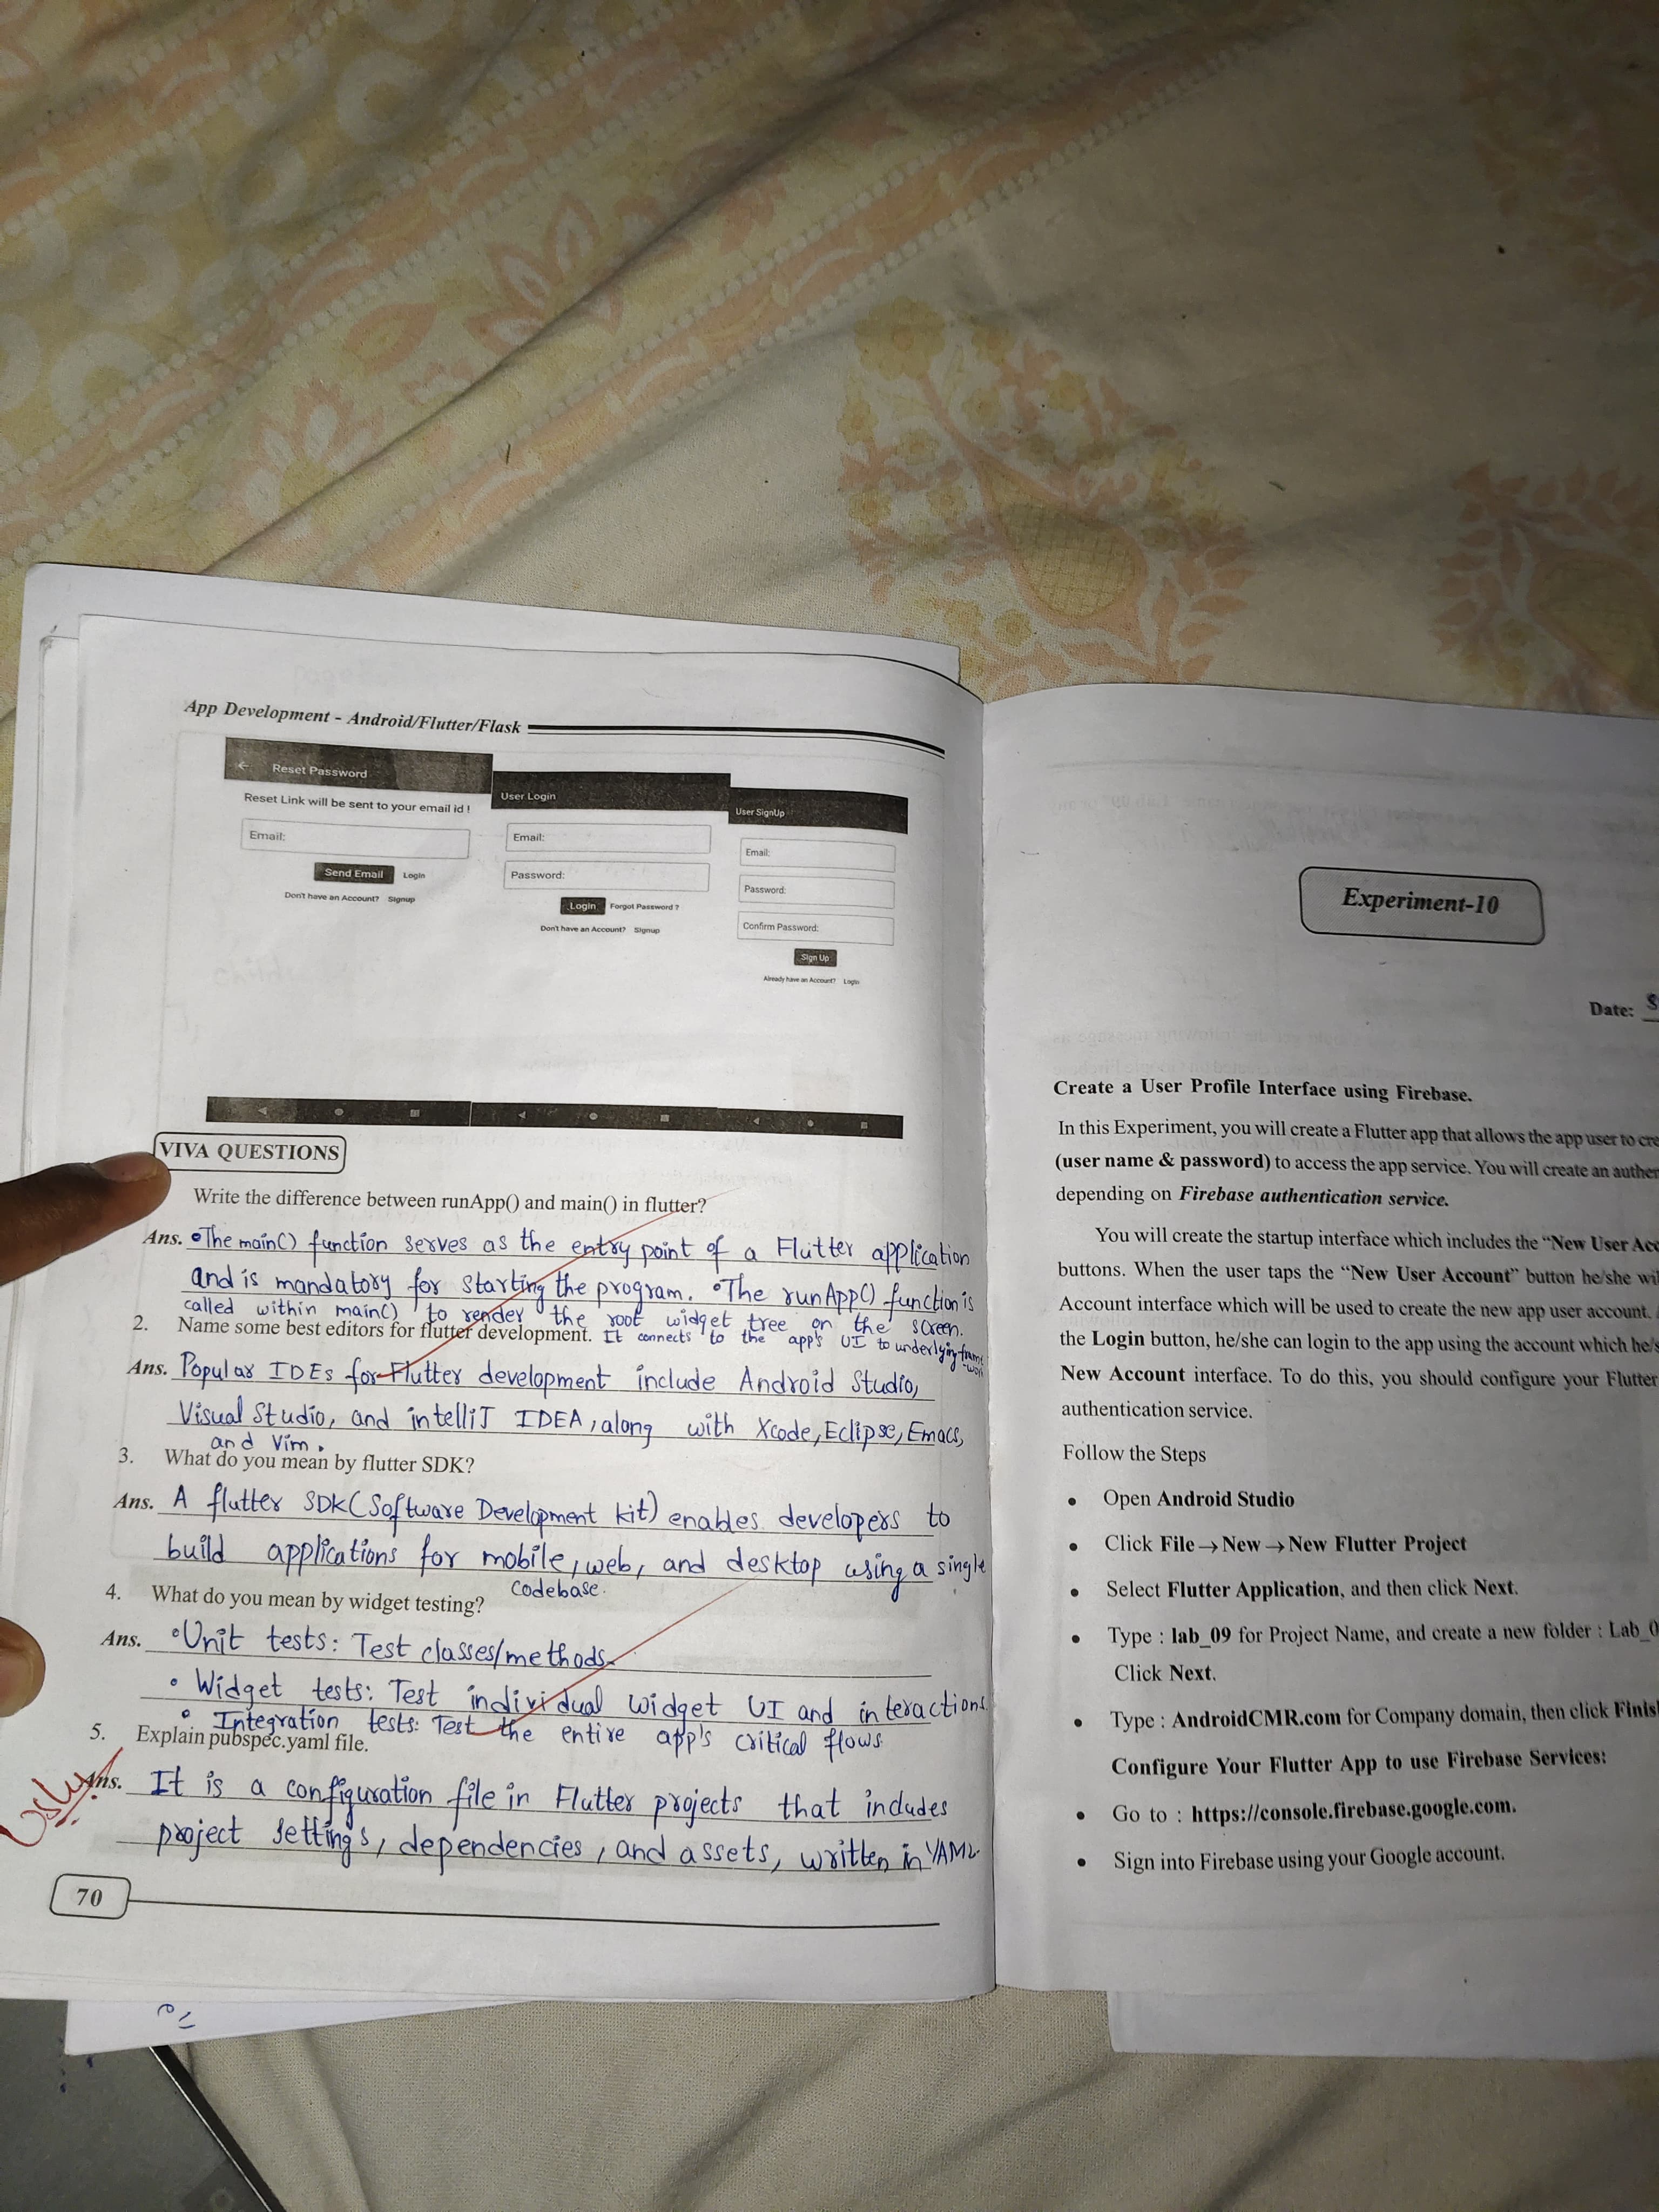 App Development - Android/Flutter/Flask
Reset Password
Reset Link will be sent to your email id !
Email:
Send Email Login
Don't have an Account? Signup
User Login
Email:
Password:
Login Forgot Password ?
Don't have an Account? Signup
User SignUp
Email:
Password:
Confirm Password:
Sign Up
Already have an Account? Login
VIVA QUESTIONS
Write the difference between runApp() and main() in flutter?
Ans. •The main() function serves as the entry point of a Flutter application
and is mandatory for starting the program. •The runApp() function is
called within main() to render the root widget tree on the screen.
It connects to the app's UI to underlying frame
-work
2. Name some best editors for flutter development.
Ans. Popular IDEs for Flutter development include Android Studio,
Visual Studio, and intelliJ IDEA, along with Xcode, Eclipse, Emacs,
and Vim.
3. What do you mean by flutter SDK?
Ans. A flutter SDK (Software Development kit) enables developers to
build applications for mobile, web, and desktop using a single
codebase.
4. What do you mean by widget testing?
Ans. •Unit tests: Test classes/methods.
• Widget tests: Test individual widget UI and interactions
• Integration tests: Test the entire app's critical flows
5. Explain pubspec.yaml file.
Ans. It is a configuration file in Flutter projects that includes
project settings, dependencies, and assets, written in YAML.
70
Experiment-10
Date:
Create a User Profile Interface using Firebase.
In this Experiment, you will create a Flutter app that allows the app user to cre
(user name & password) to access the app service. You will create an authen
depending on Firebase authentication service.
You will create the startup interface which includes the “New User Acc
buttons. When the user taps the “New User Account” button he/she wil
Account interface which will be used to create the new app user account.
the Login button, he/she can login to the app using the account which he/s
New Account interface. To do this, you should configure your Flutter
authentication service.
Follow the Steps
• Open Android Studio
• Click File → New → New Flutter Project
• Select Flutter Application, and then click Next.
• Type : lab_09 for Project Name, and create a new folder : Lab_0
Click Next.
• Type : AndroidCMR.com for Company domain, then click Finis
Configure Your Flutter App to use Firebase Services:
• Go to : https://console.firebase.google.com.
• Sign into Firebase using your Google account.